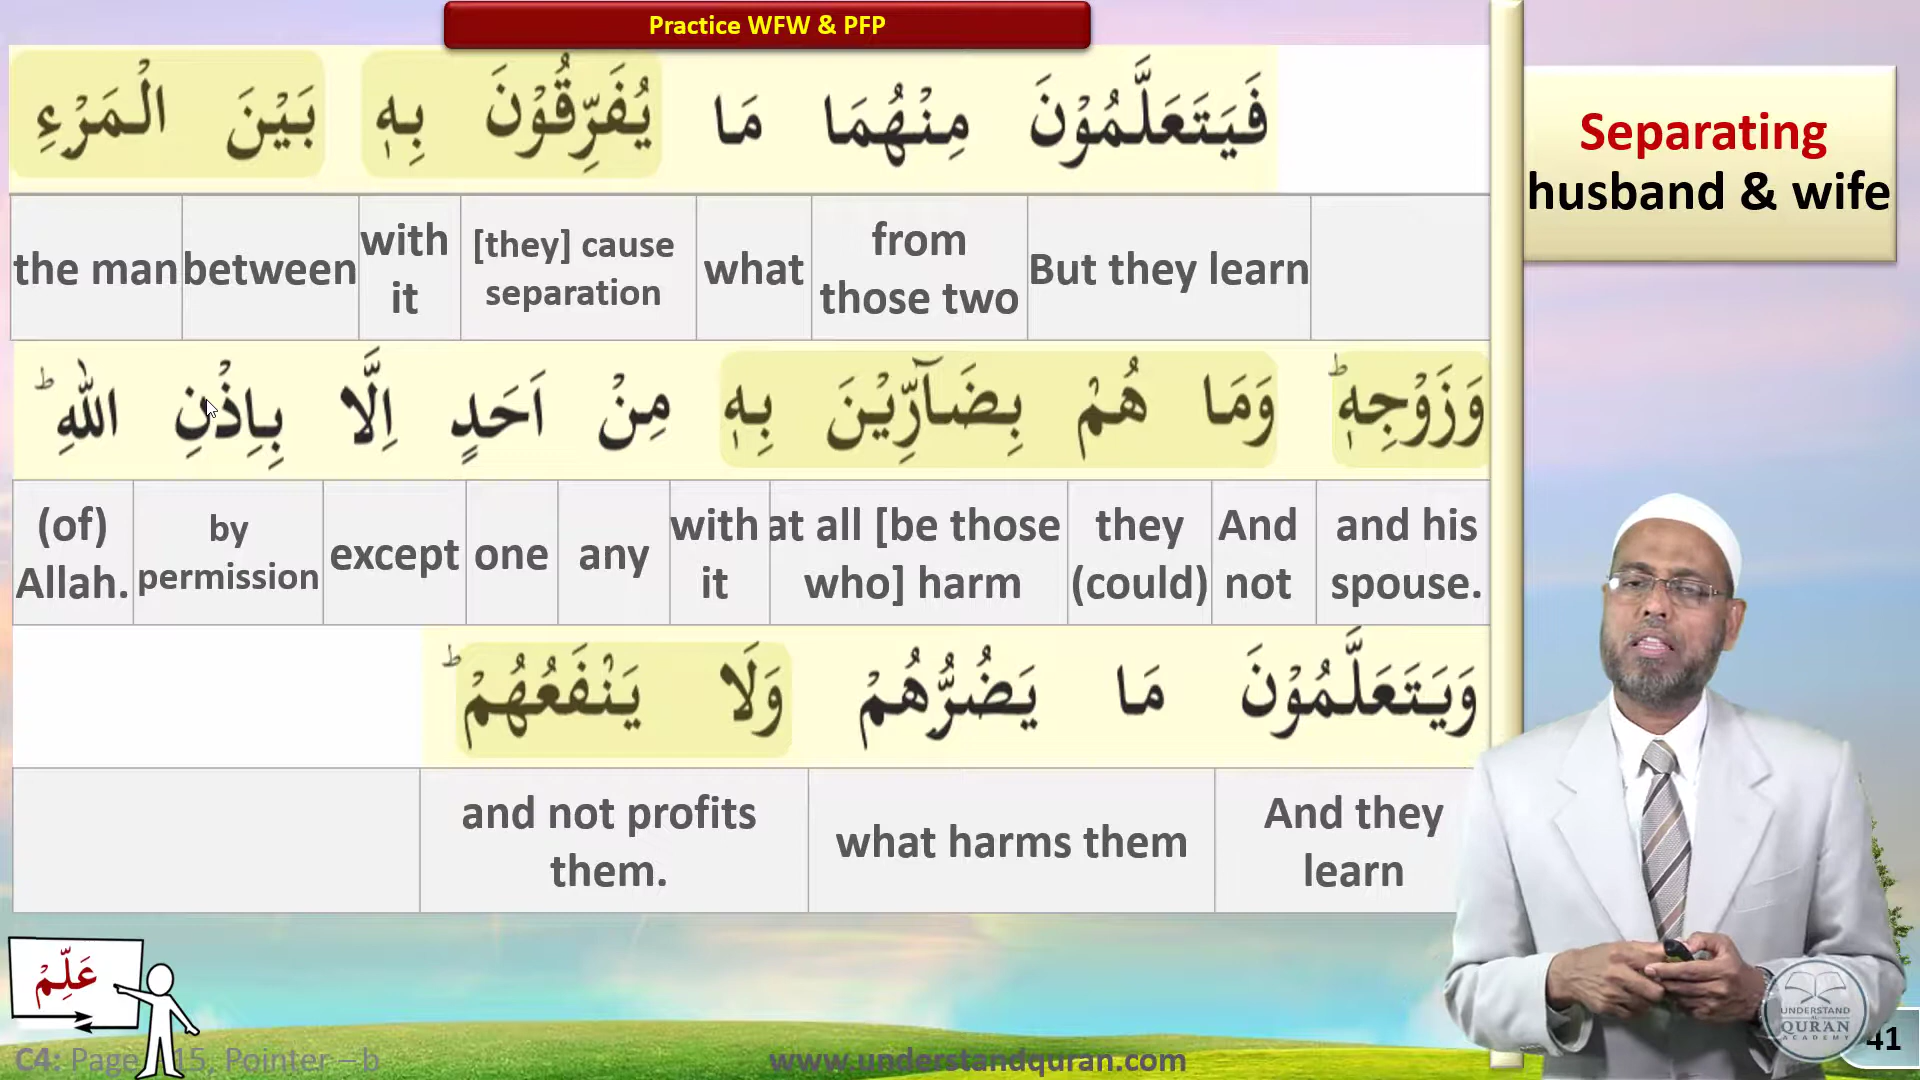 Practice WFW & PFP
فَيَتَعَلَّمُوْنَ مِنْهُمَا مَا يُفَرِّقُوْنَ بِهٖ بَيْنَ الْمَرْءِ
the man between with it [they] cause separation what from those two But they learn
وَزَوْجِهٖ ؕ وَمَا هُمْ بِضَآرِّيْنَ بِهٖ مِنْ اَحَدٍ اِلَّا بِاِذْنِ اللّٰهِ ؕ
(of) Allah. by permission except one any with it at all [be those who] harm they (could) And not and his spouse.
وَيَتَعَلَّمُوْنَ مَا يَضُرُّهُمْ وَلَا يَنْفَعُهُمْ ؕ
and not profits them. what harms them And they learn
Separating
husband & wife
عَلِّمْ
C4: Page 15, Pointer – b
www.understandquran.com
UNDERSTAND
QURAN
ACADEMY
41